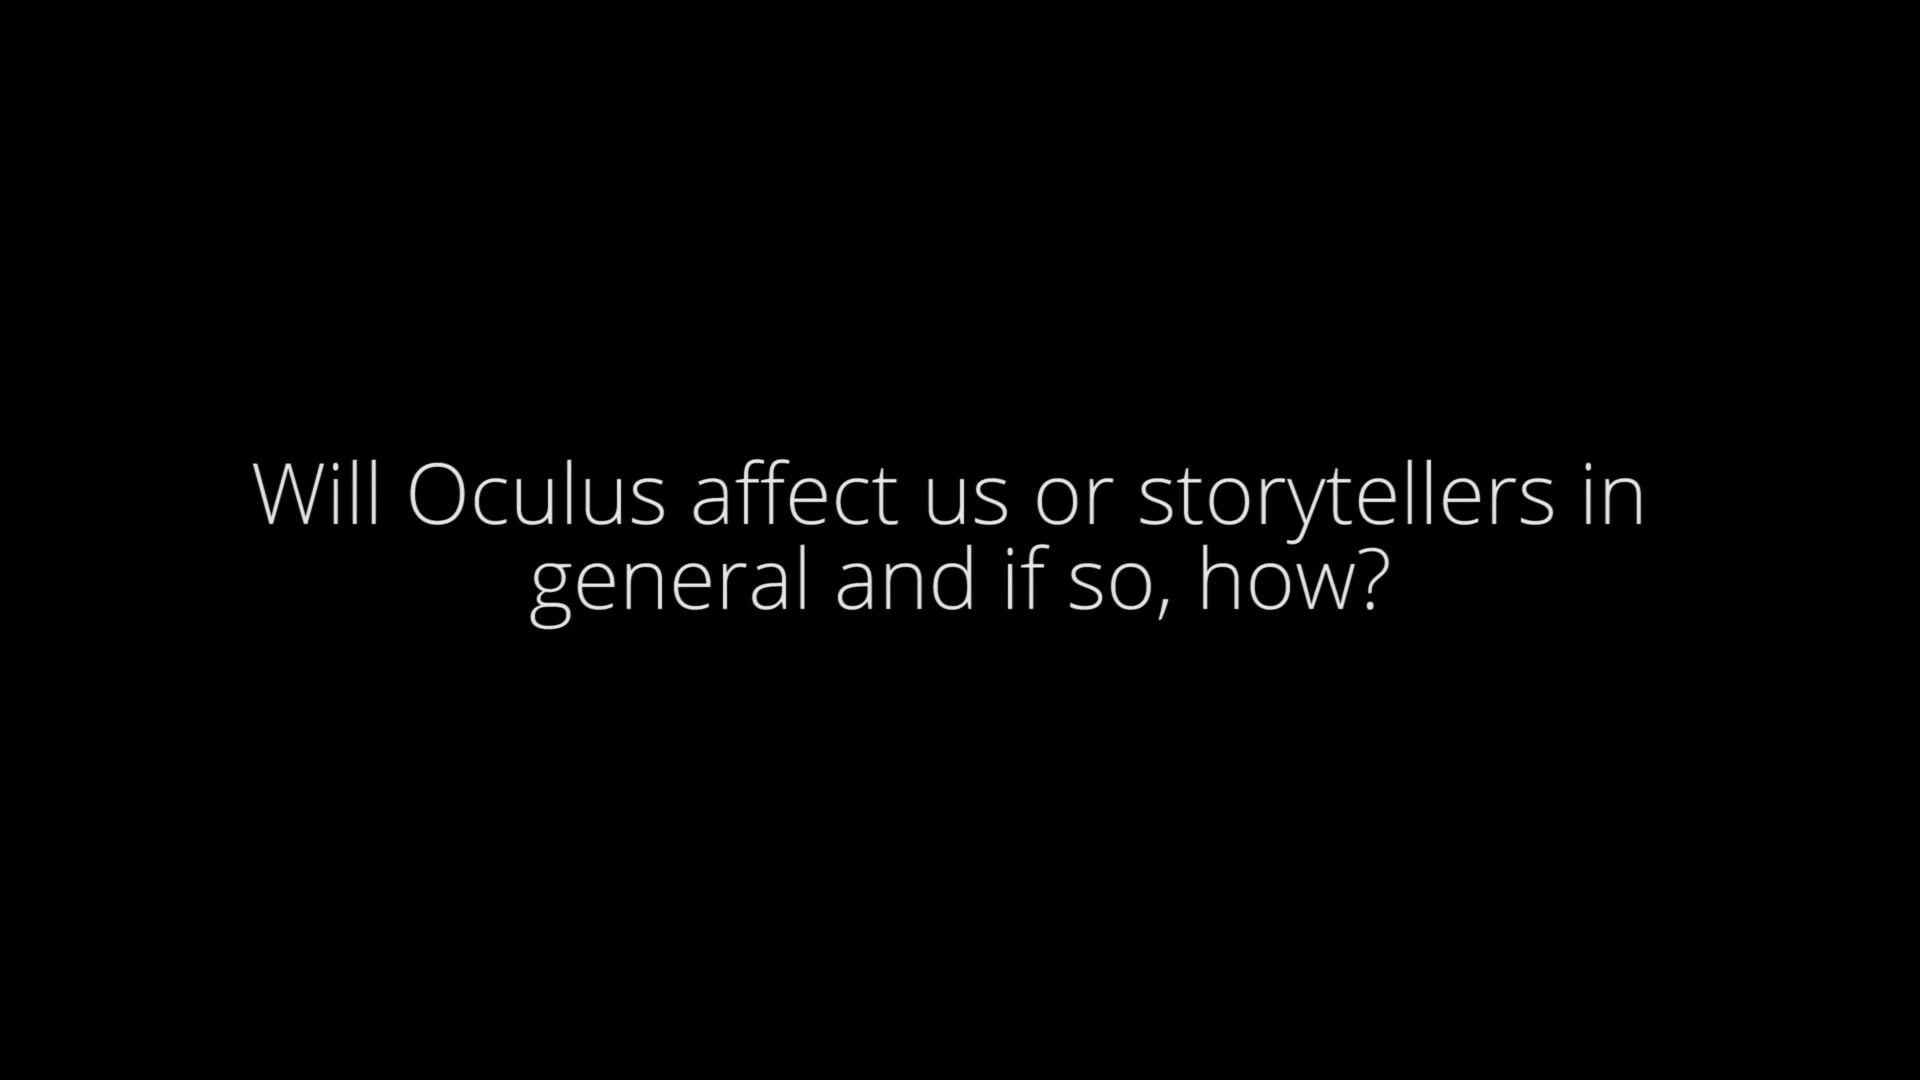 Will Oculus affect us or storytellers in
general and if so, how?